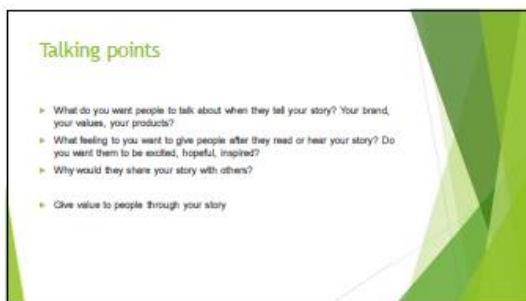 Talking points
What do you want people to talk about when they tell your story? Your brand,
your values, your products?
What feeling to you want to give people after they read or hear your story? Do
you want them to be excited, hopeful, inspired?
Why would they share your story with others?
Give value to people through your story